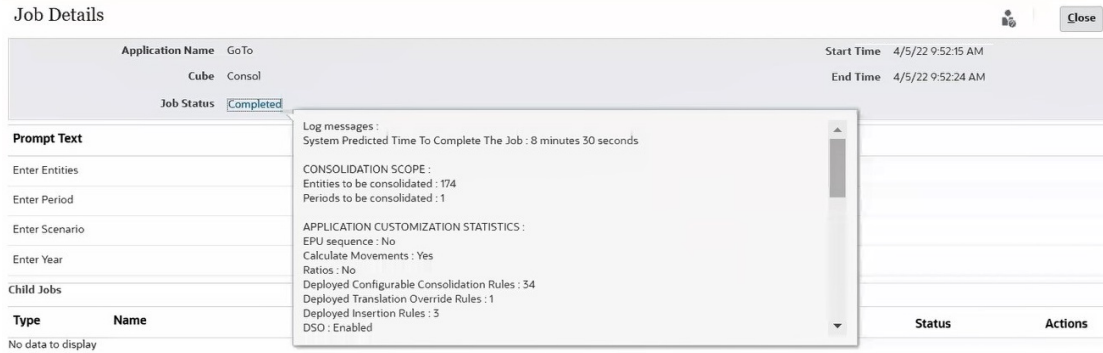 Job Details
Close
Application Name GoTo
Start Time 4/5/22 9:52:15 AM
Cube Consol
End Time 4/5/22 9:52:24 AM
Job Status Completed
Log messages :
System Predicted Time To Complete The Job : 8 minutes 30 seconds
CONSOLIDATION SCOPE :
Entities to be consolidated : 174
Periods to be consolidated : 1
APPLICATION CUSTOMIZATION STATISTICS :
EPU sequence : No
Calculate Movements : Yes
Ratios : No
Deployed Configurable Consolidation Rules : 34
Deployed Translation Override Rules : 1
Deployed Insertion Rules : 3
DSO : Enabled
Prompt Text
Enter Entities
Enter Period
Enter Scenario
Enter Year
Child Jobs
Type Name Status Actions
No data to display